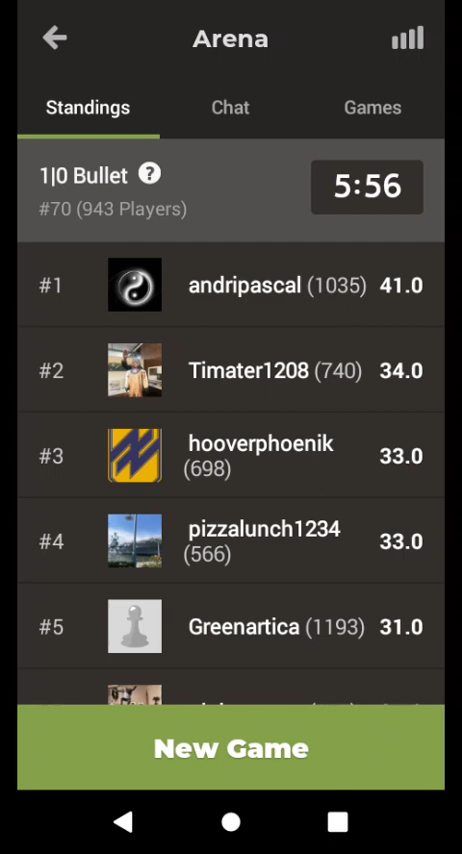 Arena
Standings Chat Games
1|0 Bullet ?
5:56
#70 (943 Players)
#1 andripascal (1035) 41.0
#2 Timater1208 (740) 34.0
#3 hooverphoenik (698) 33.0
#4 pizzalunch1234 (566) 33.0
#5 Greenartica (1193) 31.0
New Game